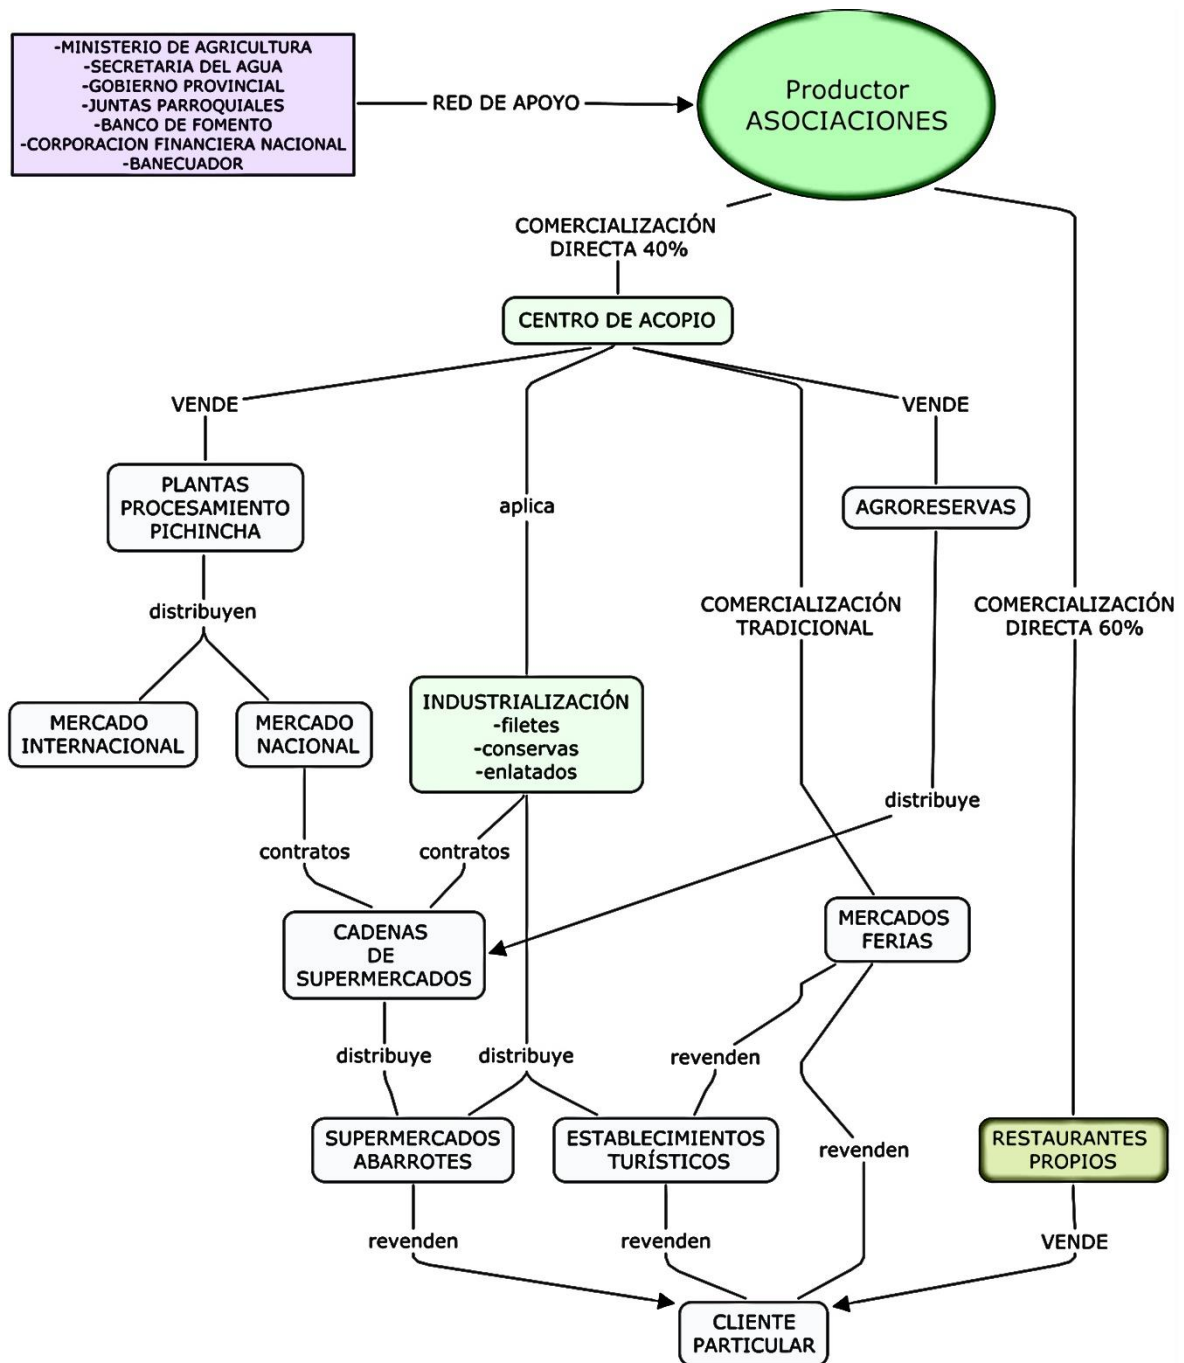 -MINISTERIO DE AGRICULTURA
-SECRETARIA DEL AGUA
-GOBIERNO PROVINCIAL
-JUNTAS PARROQUIALES
-BANCO DE FOMENTO
-CORPORACION FINANCIERA NACIONAL
-BANECUADOR
RED DE APOYO
Productor
ASOCIACIONES
COMERCIALIZACIÓN
DIRECTA 40%
CENTRO DE ACOPIO
VENDE
VENDE
PLANTAS
PROCESAMIENTO
PICHINCHA
aplica
AGRORESERVAS
distribuyen
COMERCIALIZACIÓN
TRADICIONAL
COMERCIALIZACIÓN
DIRECTA 60%
MERCADO
INTERNACIONAL
MERCADO
NACIONAL
INDUSTRIALIZACIÓN
-filetes
-conservas
-enlatados
distribuye
contratos
contratos
CADENAS
DE
SUPERMERCADOS
MERCADOS
FERIAS
distribuye
distribuye
revenden
SUPERMERCADOS
ABARROTES
ESTABLECIMIENTOS
TURÍSTICOS
revenden
RESTAURANTES
PROPIOS
revenden
revenden
VENDE
CLIENTE
PARTICULAR